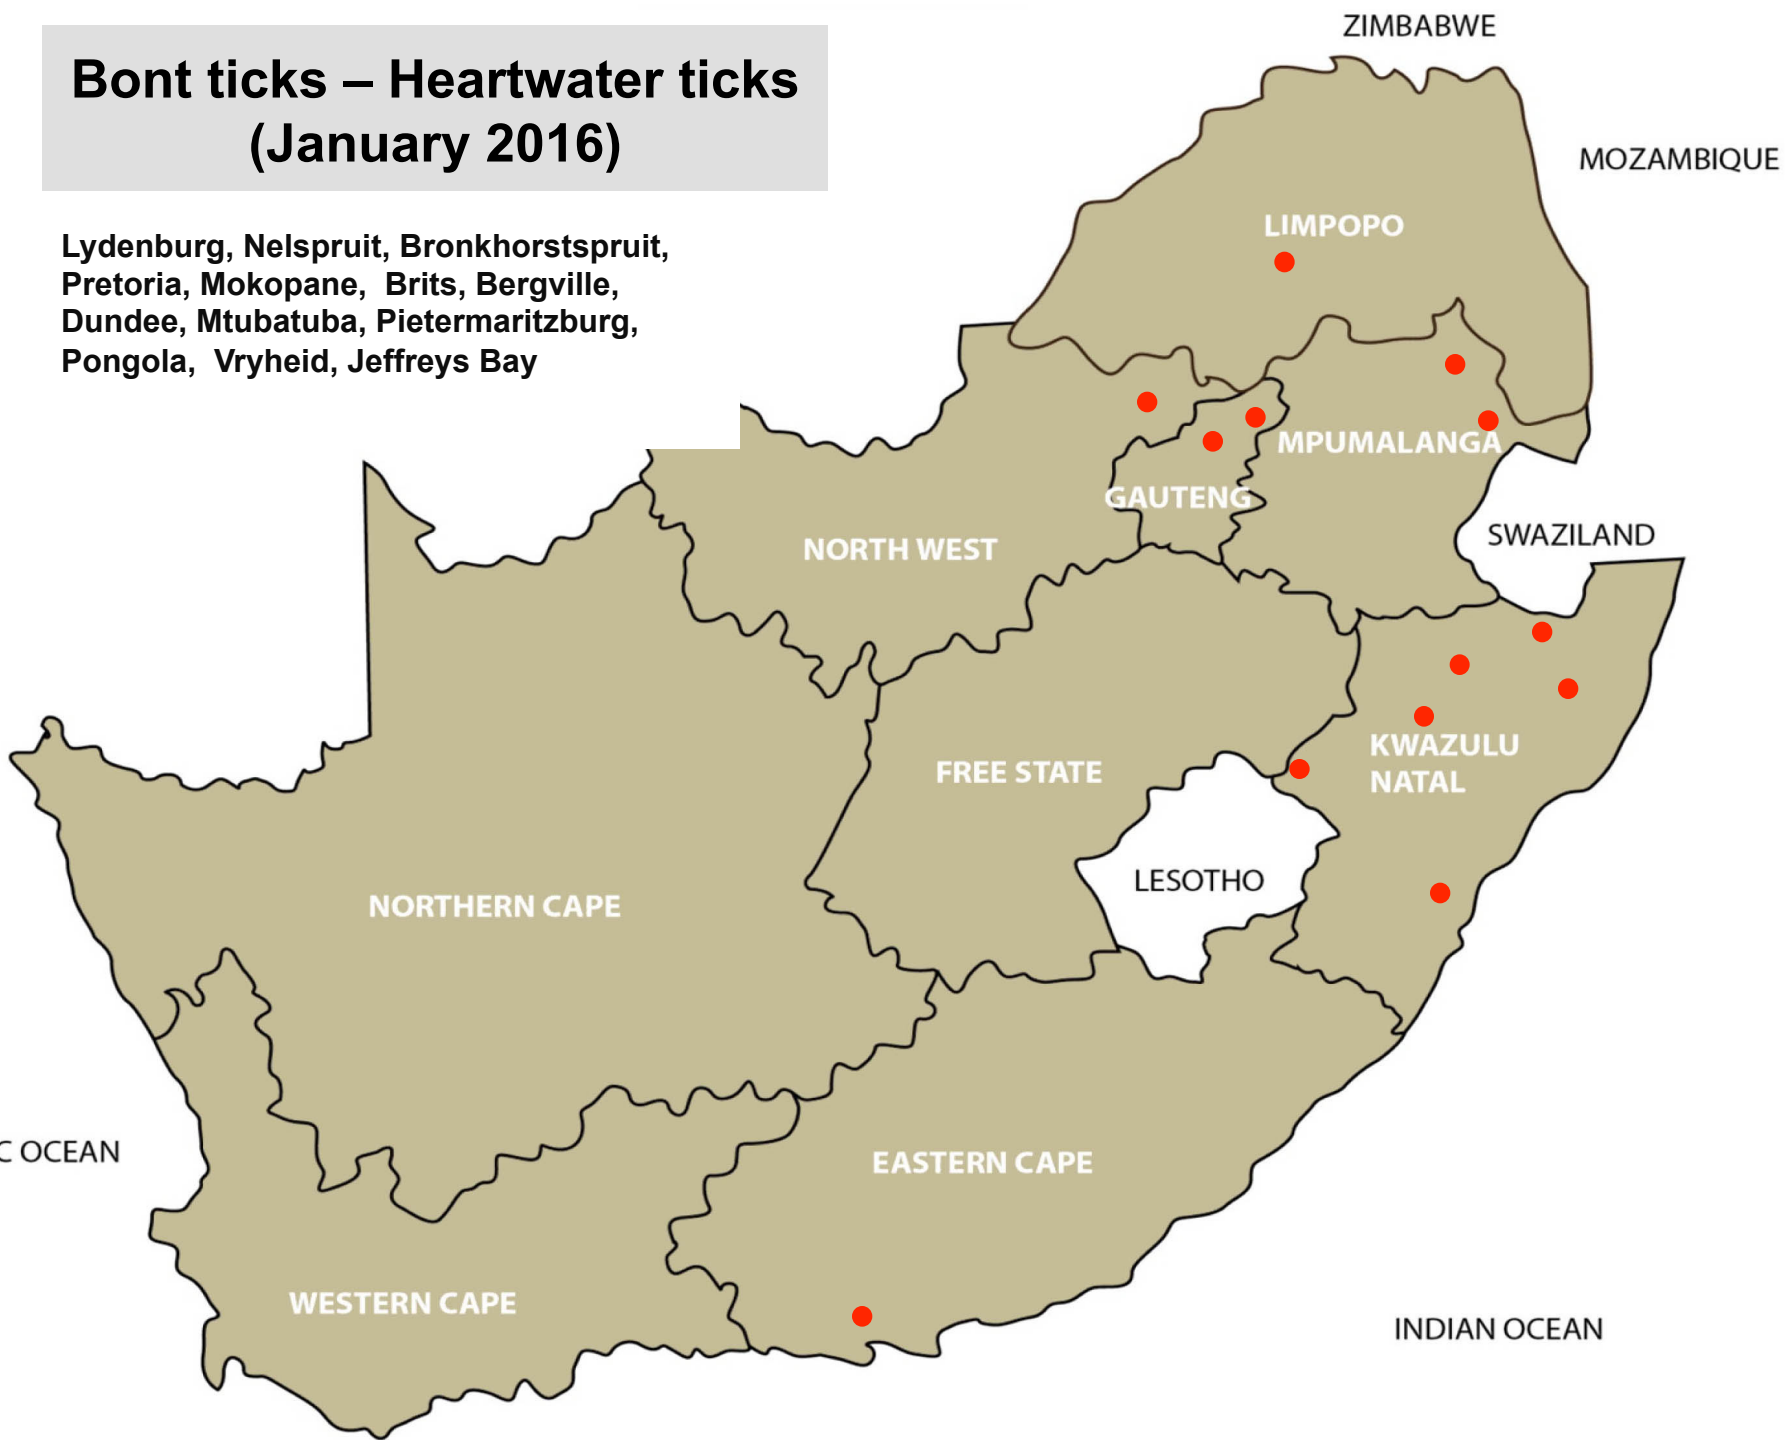 Bont ticks – Heartwater ticks
(January 2016)
Lydenburg, Nelspruit, Bronkhorstspruit,
Pretoria, Mokopane, Brits, Bergville,
Dundee, Mtubatuba, Pietermaritzburg,
Pongola, Vryheid, Jeffreys Bay
ZIMBABWE
MOZAMBIQUE
LIMPOPO
MPUMALANGA
GAUTENG
NORTH WEST
SWAZILAND
KWAZULU
NATAL
FREE STATE
LESOTHO
NORTHERN CAPE
C OCEAN
EASTERN CAPE
WESTERN CAPE
INDIAN OCEAN